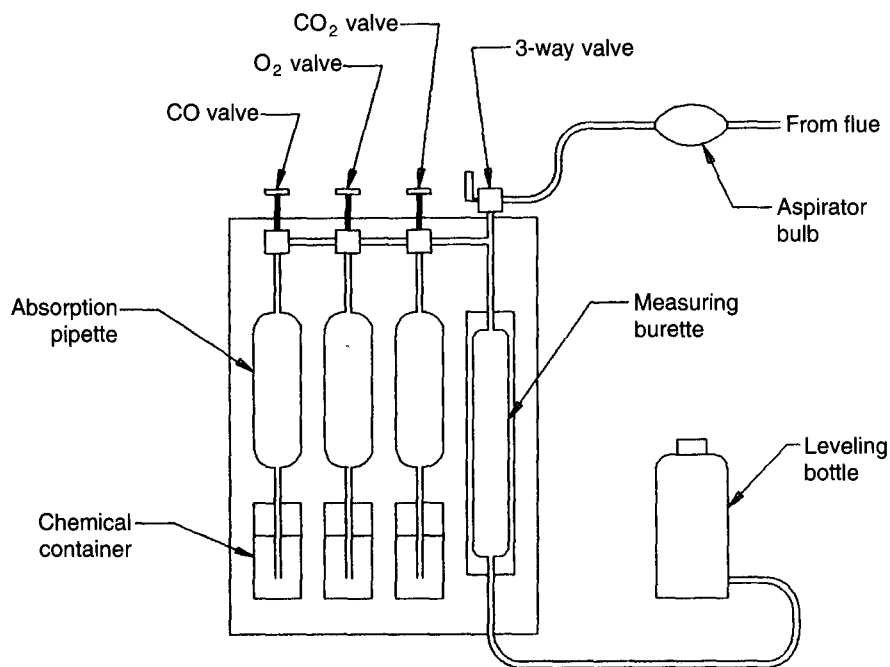 CO₂ valve
3-way valve
O₂ valve
CO valve
From flue
Aspirator
bulb
Absorption
pipette
Measuring
burette
Leveling
bottle
Chemical
container